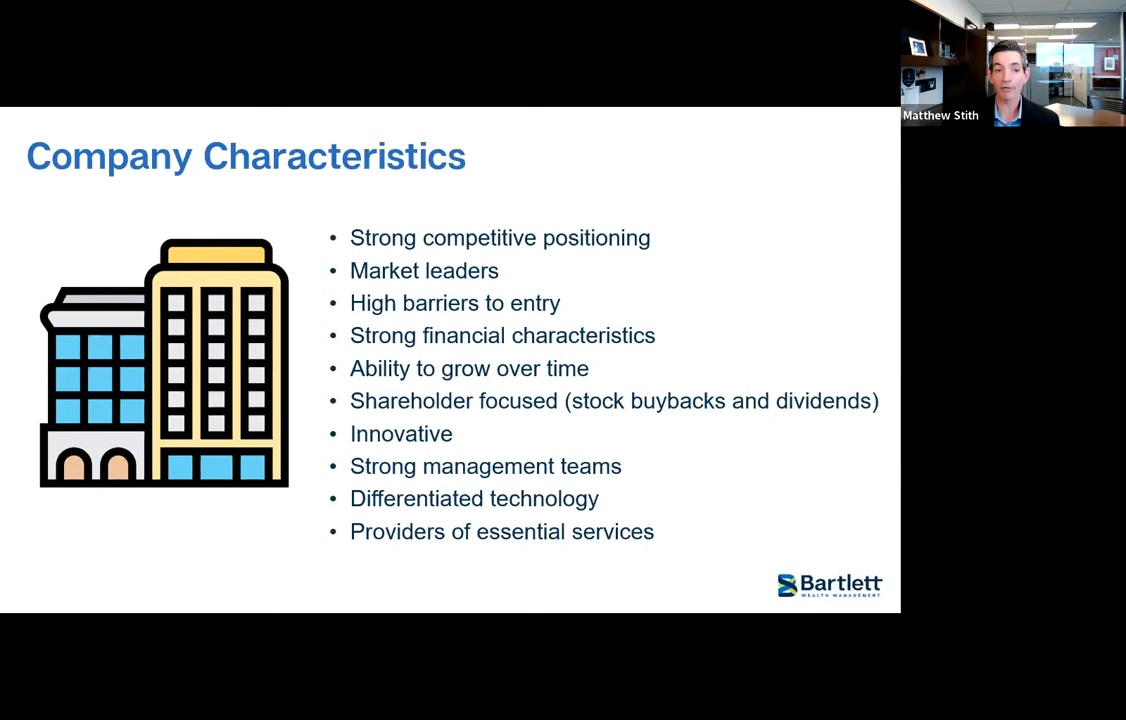 Matthew Stith
Company Characteristics
• Strong competitive positioning
• Market leaders
• High barriers to entry
• Strong financial characteristics
• Ability to grow over time
• Shareholder focused (stock buybacks and dividends)
• Innovative
• Strong management teams
• Differentiated technology
• Providers of essential services
Bartlett
WEALTH MANAGEMENT